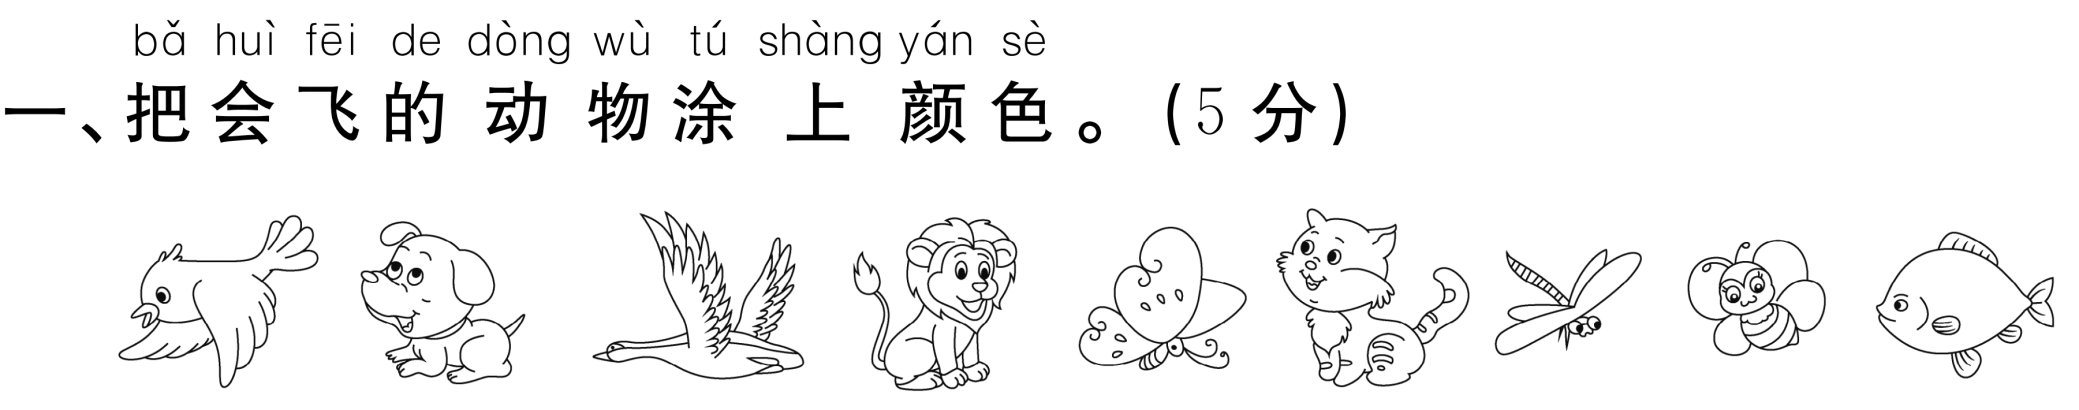 bǎ huì fēi de dòng wù tú shàng yán sè
一、把会飞的动物涂上颜色。(5分)